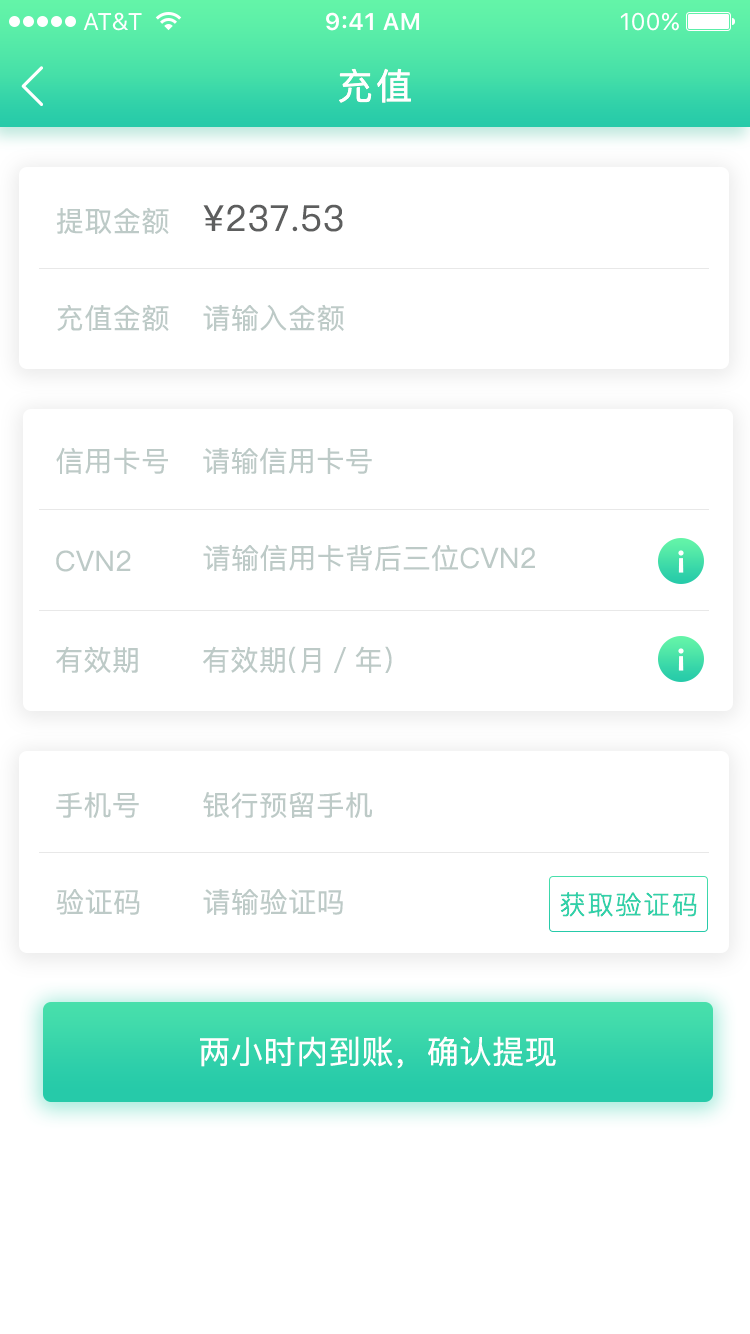 AT&T 9:41 AM 100%
充值
提取金额 ¥237.53
充值金额 请输入金额
信用卡号 请输信用卡号
CVN2 请输信用卡背后三位CVN2
有效期 有效期(月 / 年)
手机号 银行预留手机
验证码 请输验证吗 获取验证码
两小时内到账，确认提现